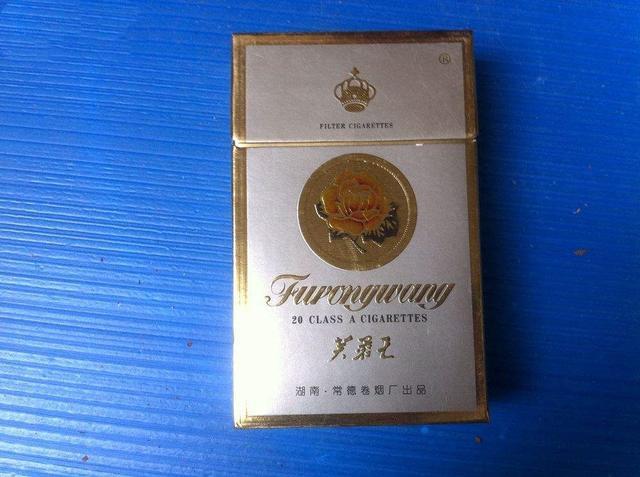 ®
FILTER CIGARETTES
Furongwang
20 CLASS A CIGARETTES
芙蓉王
湖南·常德卷烟厂出品